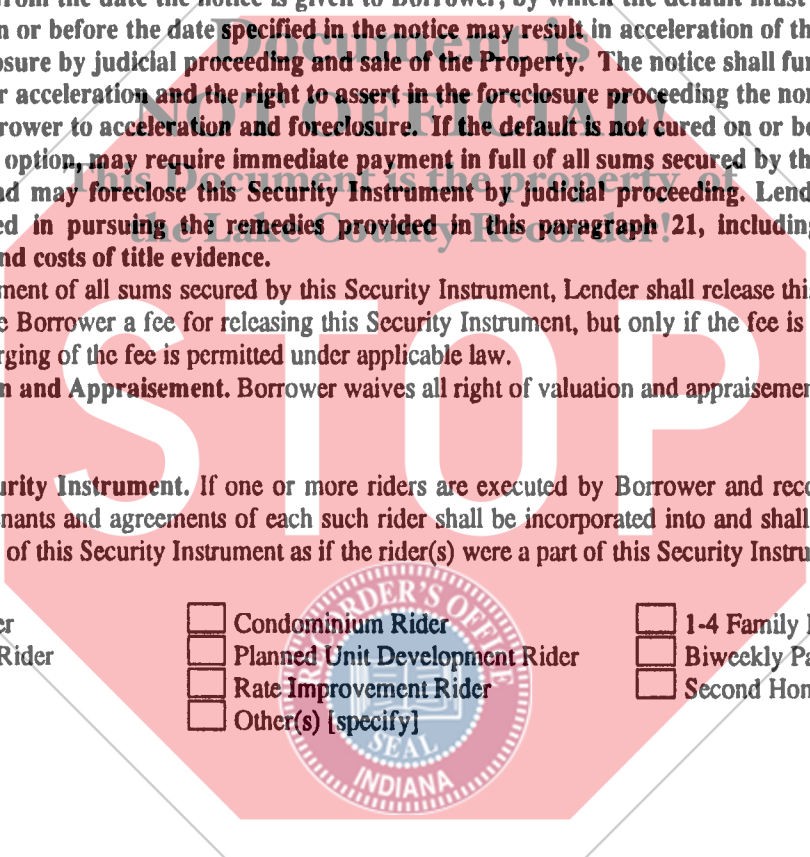 from the date the notice is given to Borrower, by which the default must
n or before the date specified in the notice may result in acceleration of th
osure by judicial proceeding and sale of the Property. The notice shall fur
r acceleration and the right to assert in the foreclosure proceeding the non
rower to acceleration and foreclosure. If the default is not cured on or be
option, may require immediate payment in full of all sums secured by th
nd may foreclose this Security Instrument by judicial proceeding. Lend
ed in pursuing the remedies provided in this paragraph 21, including
nd costs of title evidence.
ment of all sums secured by this Security Instrument, Lender shall release thi
e Borrower a fee for releasing this Security Instrument, but only if the fee is
rging of the fee is permitted under applicable law.
n and Appraisement. Borrower waives all right of valuation and appraisemen
urity Instrument. If one or more riders are executed by Borrower and reco
nants and agreements of each such rider shall be incorporated into and shall
of this Security Instrument as if the rider(s) were a part of this Security Instru
er
Rider
Condominium Rider
Planned Unit Development Rider
Rate Improvement Rider
Other(s) [specify]
1-4 Family
Biweekly Pa
Second Hon
Document is
NOT OFFICIAL!
This Document is the property of
the Lake County Recorder!
STOP
RECORDER'S OFFICE
SEAL
INDIANA